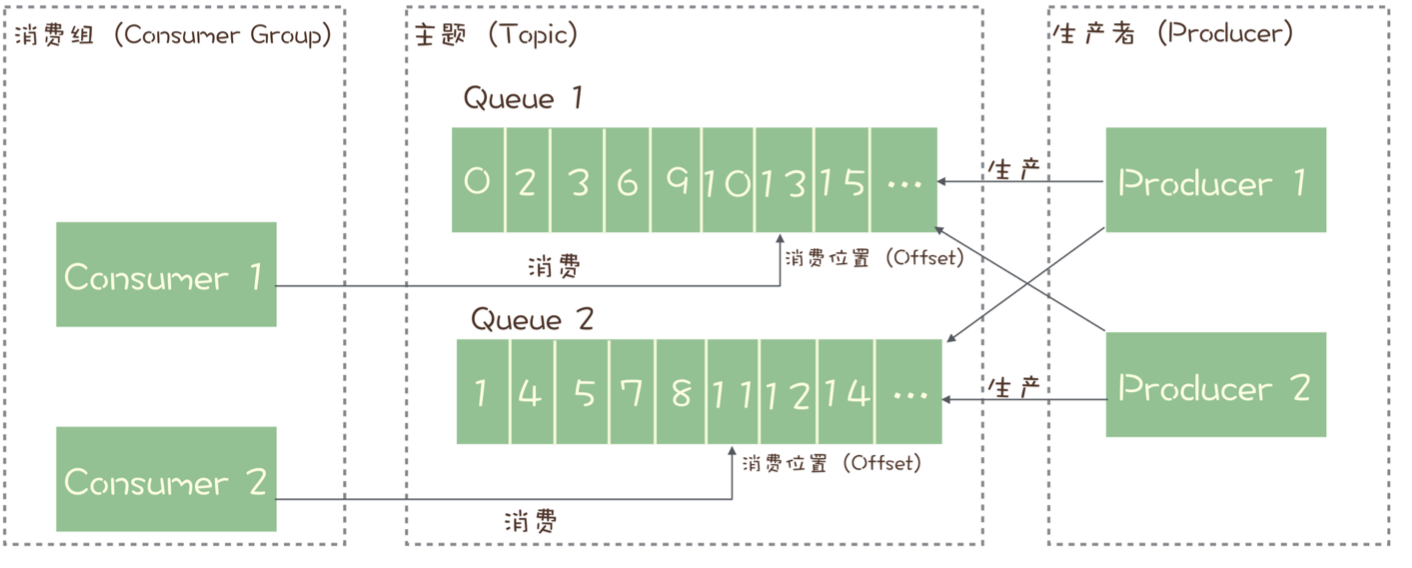 消费组 (Consumer Group)
Consumer 1
Consumer 2
主题 (Topic)
Queue 1
0 2 3 6 9 10 13 15 ...
消费
消费位置 (Offset)
Queue 2
1 4 5 7 8 11 12 14 ...
消费位置 (Offset)
消费
生产
生产
生产者 (Producer)
Producer 1
Producer 2